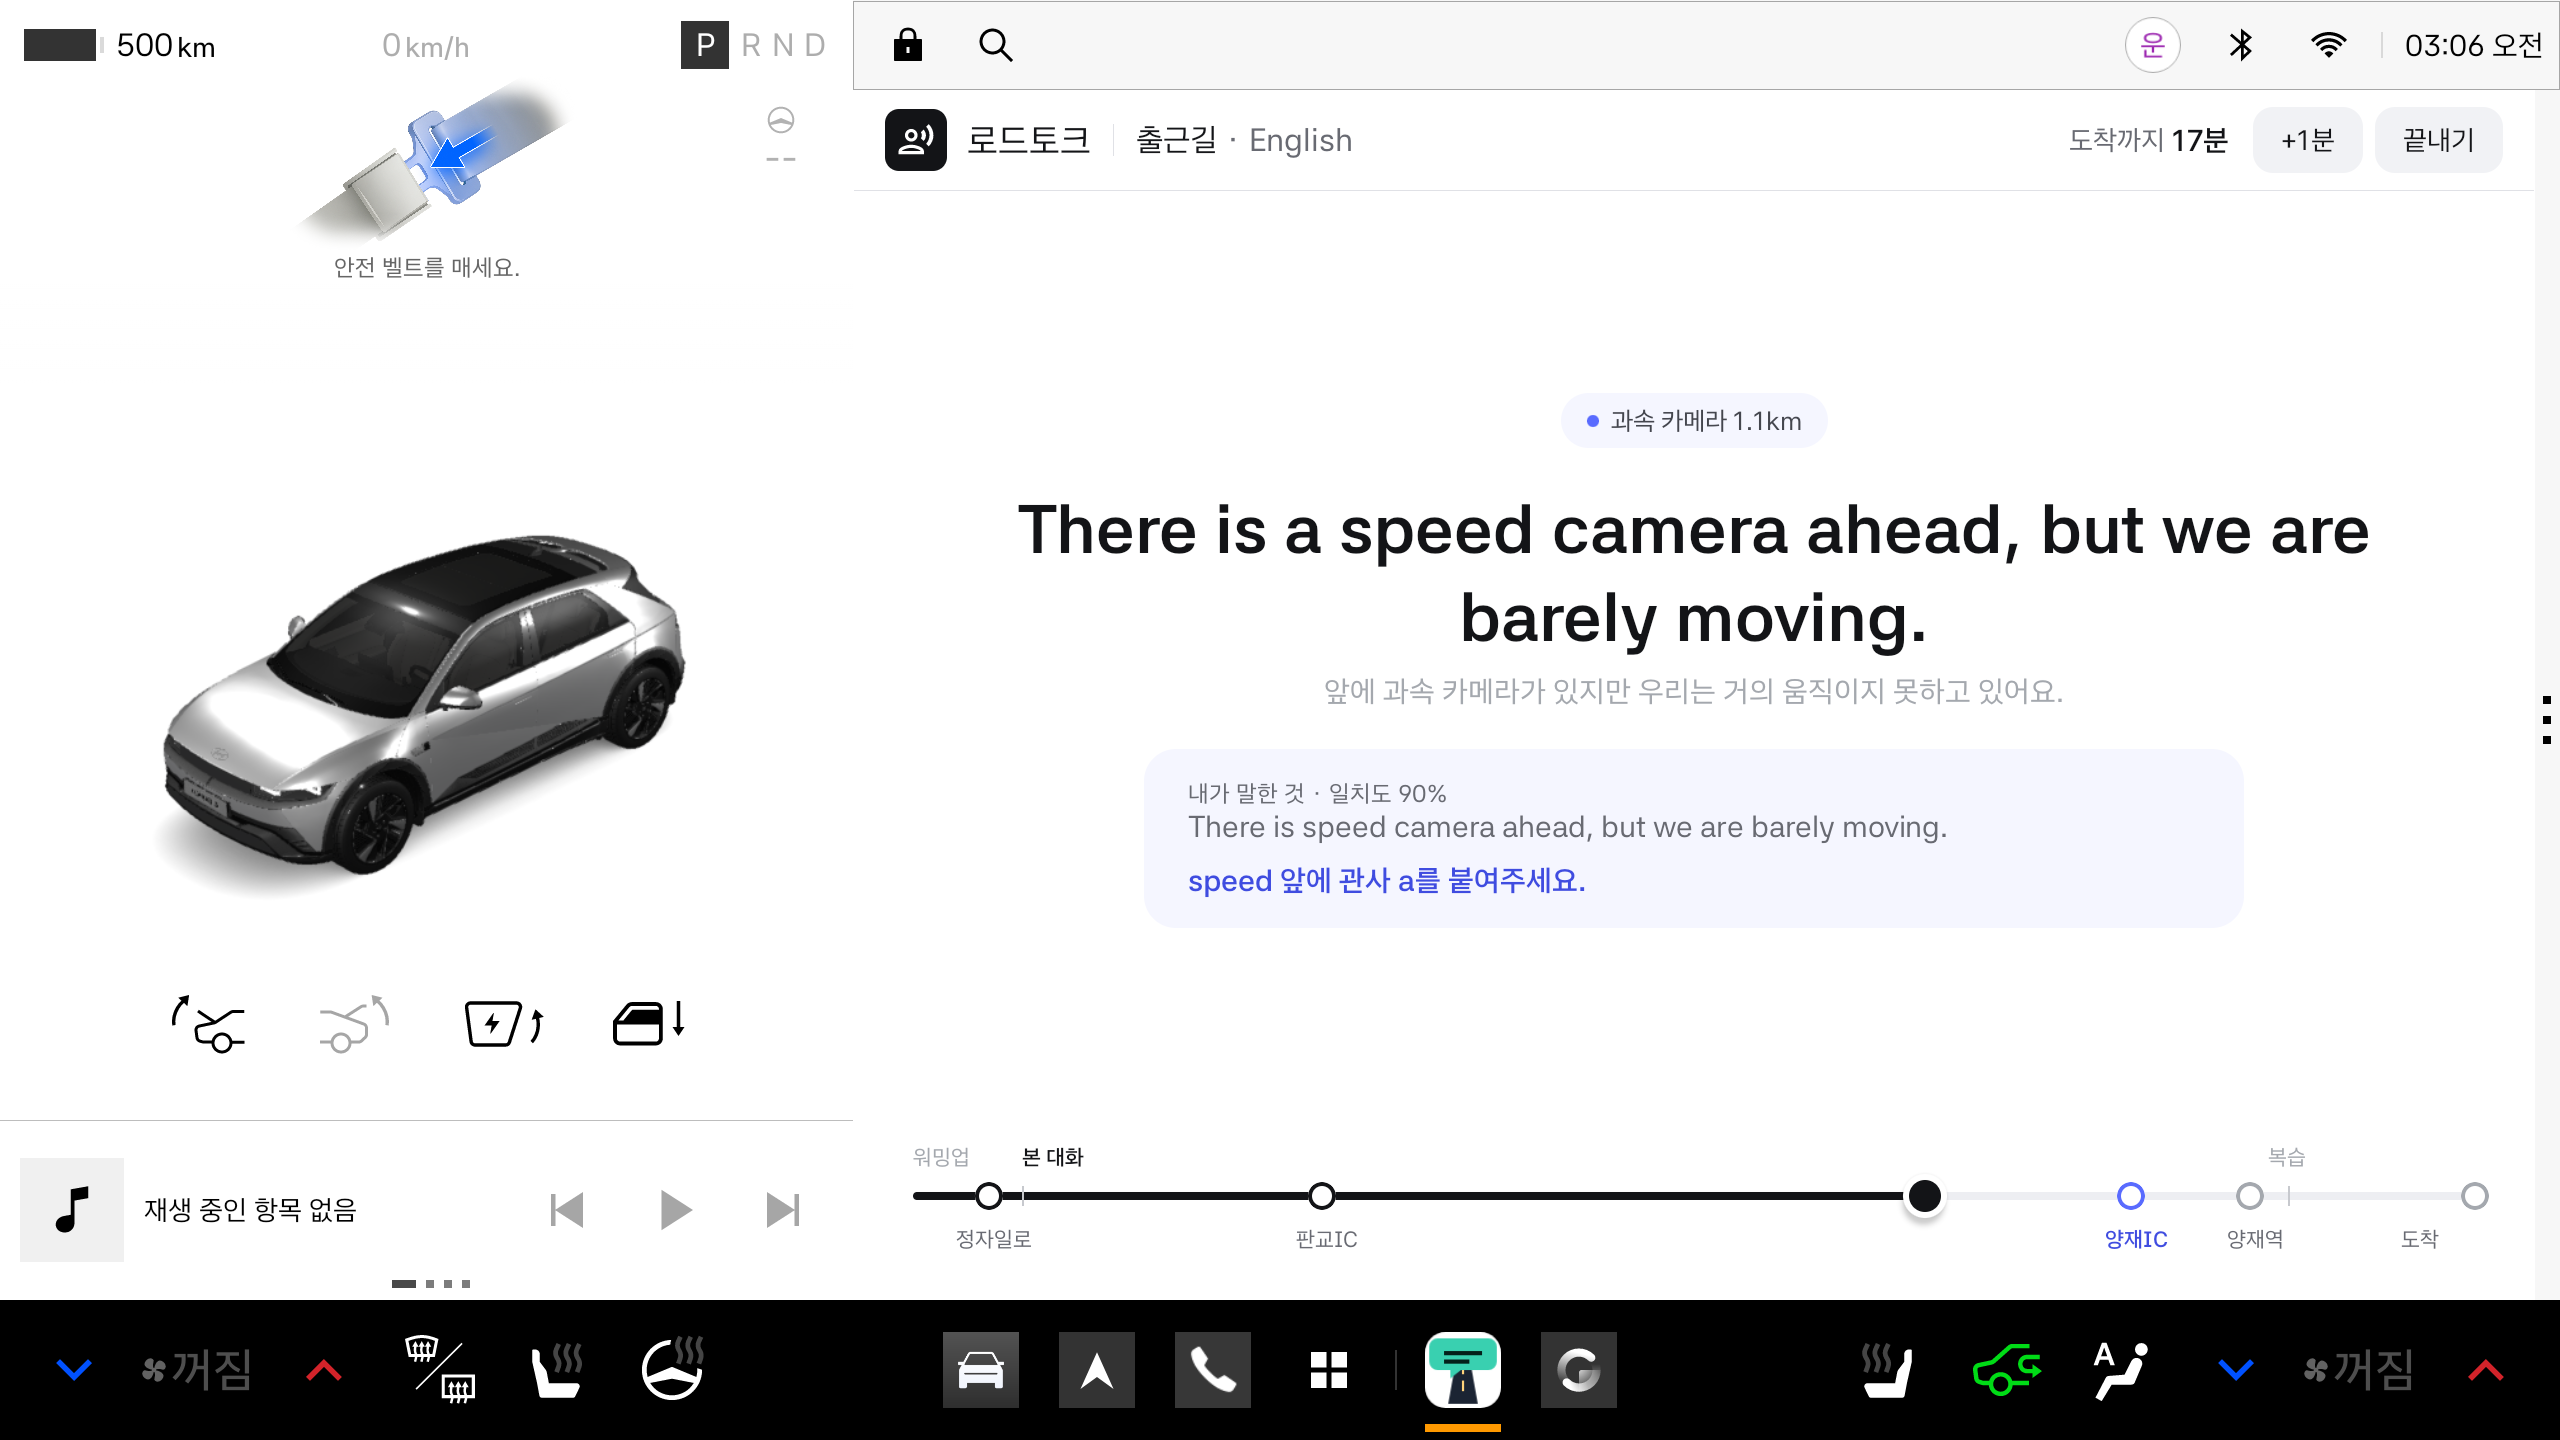 500 km
0 km/h
P R N D
운
03:06 오전
안전 벨트를 매세요.
로드토크
출근길 · English
도착까지 17분
+1분
끝내기
과속 카메라 1.1km
There is a speed camera ahead, but we are
barely moving.
앞에 과속 카메라가 있지만 우리는 거의 움직이지 못하고 있어요.
내가 말한 것 · 일치도 90%
There is speed camera ahead, but we are barely moving.
speed 앞에 관사 a를 붙여주세요.
워밍업
본 대화
복습
정자일로
판교IC
양재IC
양재역
도착
재생 중인 항목 없음
꺼짐
A
꺼짐